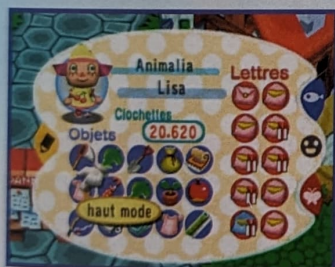 Animalia
Lettres
Lisa
Clochettes
Objets
20.620
haut mode